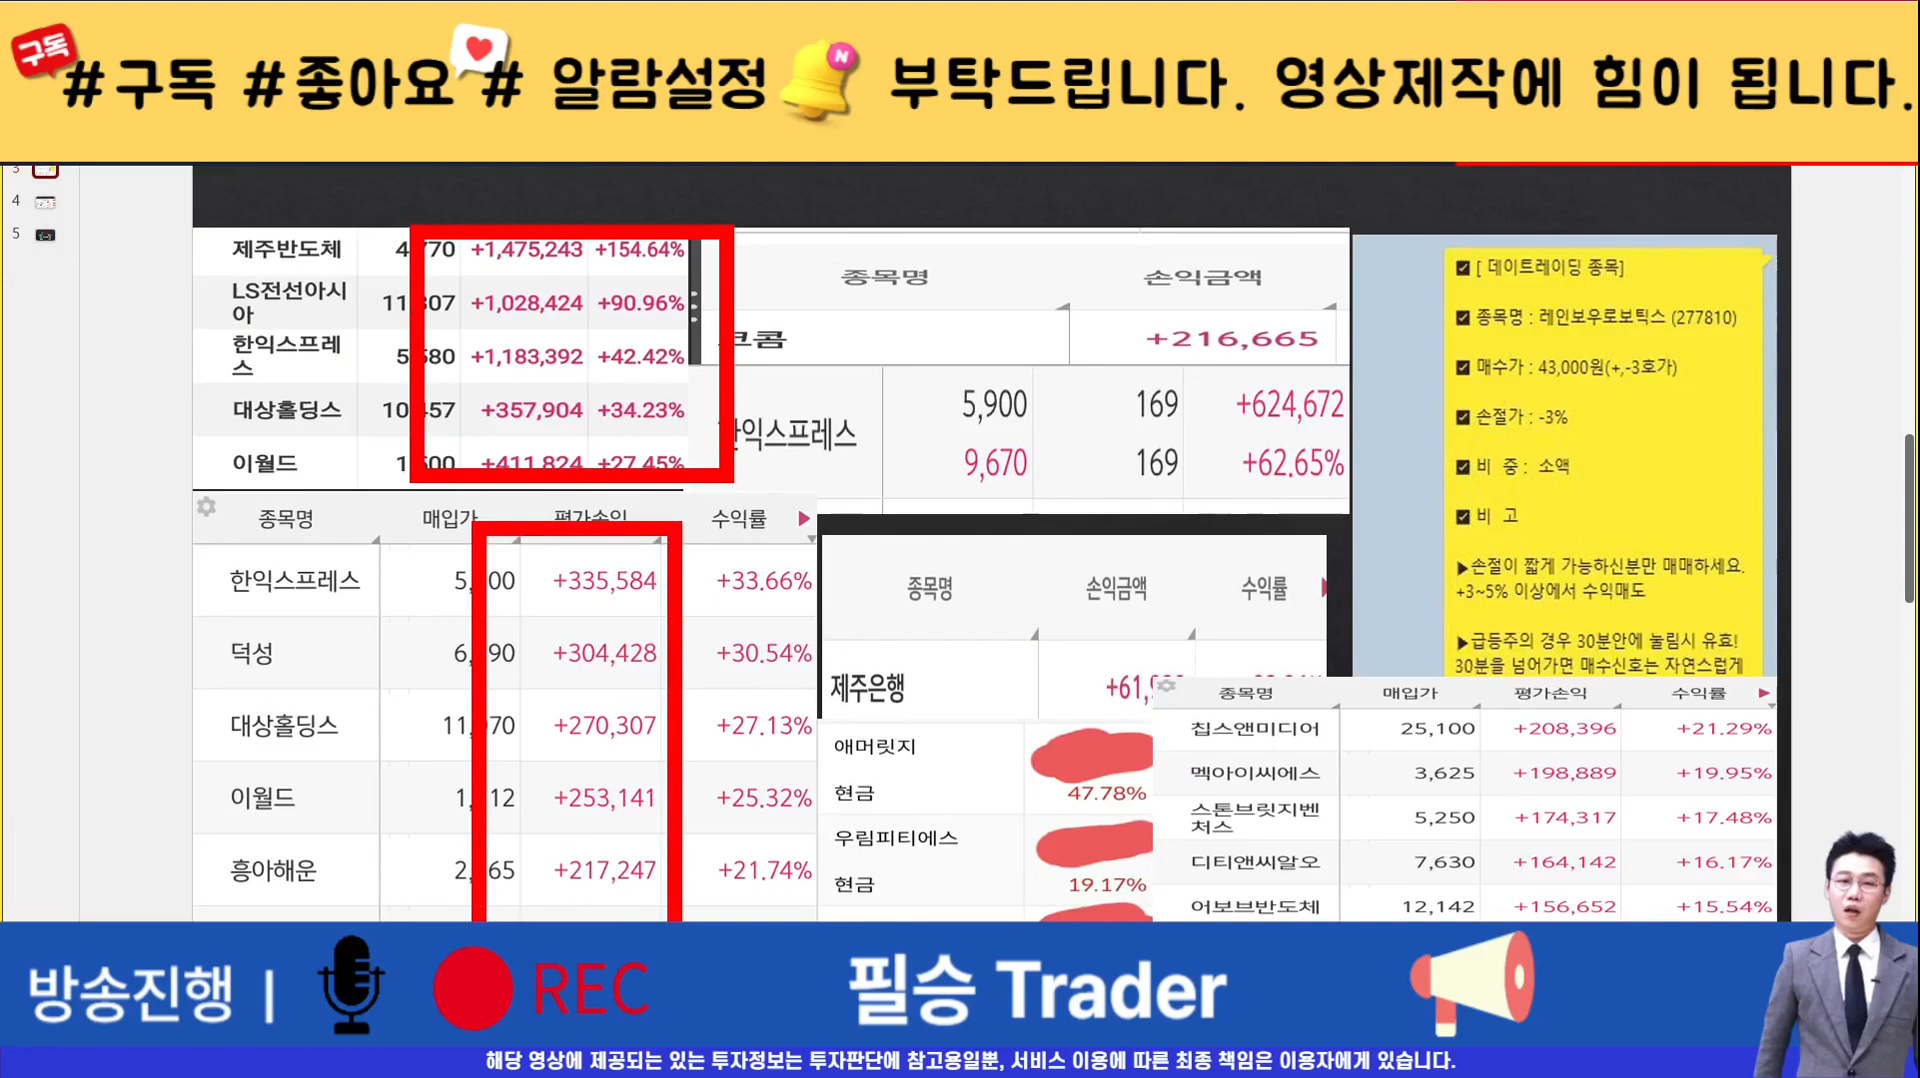 구독
#구독 #좋아요 # 알람설정 N 부탁드립니다. 영상제작에 힘이 됩니다.
3
4
5
제주반도체 +1,475,243 +154.64%
LS전선아시아 +1,028,424 +90.96%
한익스프레스 +1,183,392 +42.42%
대상홀딩스 +357,904 +34.23%
이월드 +411,824 +27.45%
종목명 손익금액
코콤 +216,665
한익스프레스 5,900 169 +624,672
9,670 169 +62.65%
[ 데이트레이딩 종목]
종목명 : 레인보우로보틱스 (277810)
매수가 : 43,000원(+,-3호가)
손절가 : -3%
비 중 : 소액
비 고
▶손절이 짧게 가능하신분만 매매하세요.
+3~5% 이상에서 수익매도
▶급등주의 경우 30분안에 눌림시 유효!
30분을 넘어가면 매수신호는 자연스럽게
종목명 매입가 평가손익 수익률
한익스프레스 +335,584 +33.66%
덕성 +304,428 +30.54%
대상홀딩스 +270,307 +27.13%
이월드 +253,141 +25.32%
흥아해운 +217,247 +21.74%
종목명 손익금액 수익률
제주은행
애머릿지
현금 47.78%
우림피티에스
현금 19.17%
종목명 매입가 평가손익 수익률
칩스앤미디어 25,100 +208,396 +21.29%
멕아이씨에스 3,625 +198,889 +19.95%
스톤브릿지벤처스 5,250 +174,317 +17.48%
디티앤씨알오 7,630 +164,142 +16.17%
어보브반도체 12,142 +156,652 +15.54%
방송진행 | REC 필승 Trader
해당 영상에 제공되는 있는 투자정보는 투자판단에 참고용일뿐, 서비스 이용에 따른 최종 책임은 이용자에게 있습니다.